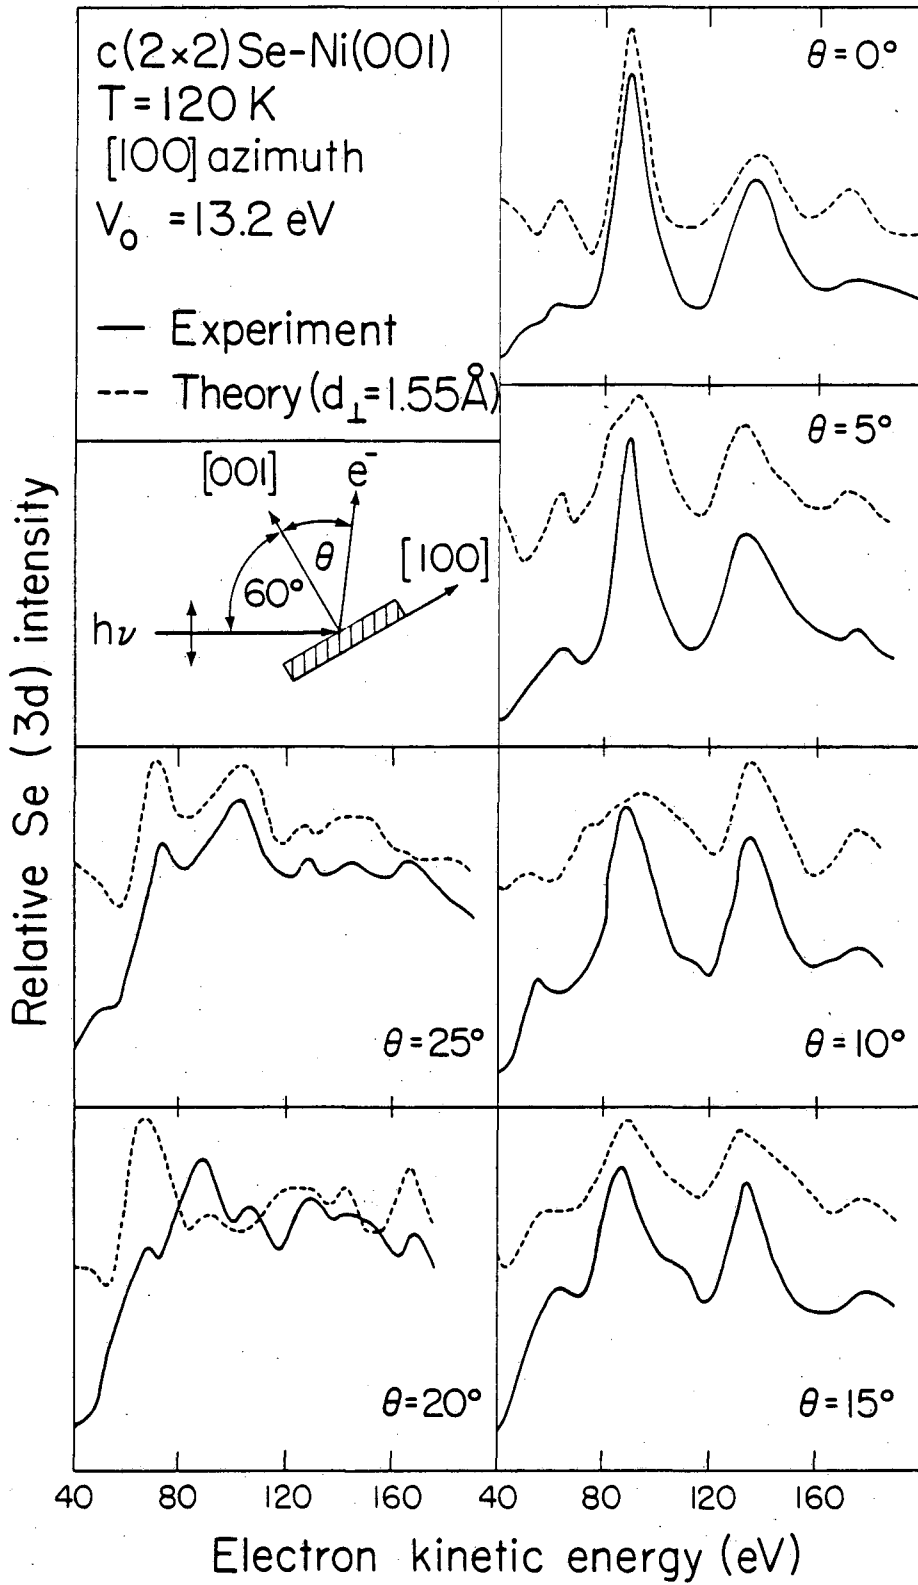 c(2×2)Se-Ni(001)
T=120 K
[100] azimuth
V₀ =13.2 eV
— Experiment
--- Theory(d⊥=1.55Å)
θ=0°
θ=5°
[001] e⁻
θ [100]
60°
hν
θ=25°
θ=10°
θ=20°
θ=15°
40 80 120 160 40 80 120 160
Electron kinetic energy (eV)
Relative Se (3d) intensity